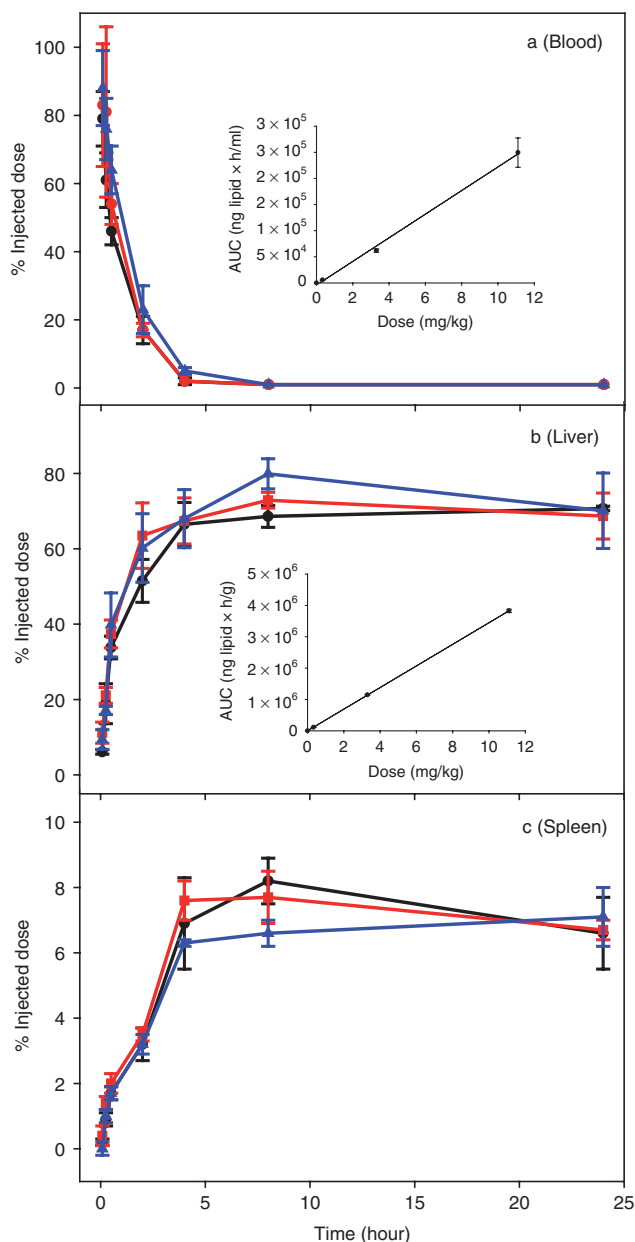 a (Blood)
% Injected dose
100
80
60
40
20
0
AUC (ng lipid × h/ml)
3 × 10⁵
3 × 10⁵
2 × 10⁵
2 × 10⁵
1 × 10⁵
5 × 10⁴
0
0 2 4 6 8 10 12
Dose (mg/kg)
b (Liver)
% Injected dose
80
60
40
20
0
AUC (ng lipid × h/g)
5 × 10⁶
4 × 10⁶
3 × 10⁶
2 × 10⁶
1 × 10⁶
0
0 2 4 6 8 10 12
Dose (mg/kg)
c (Spleen)
% Injected dose
10
8
6
4
2
0
0 5 10 15 20 25
Time (hour)